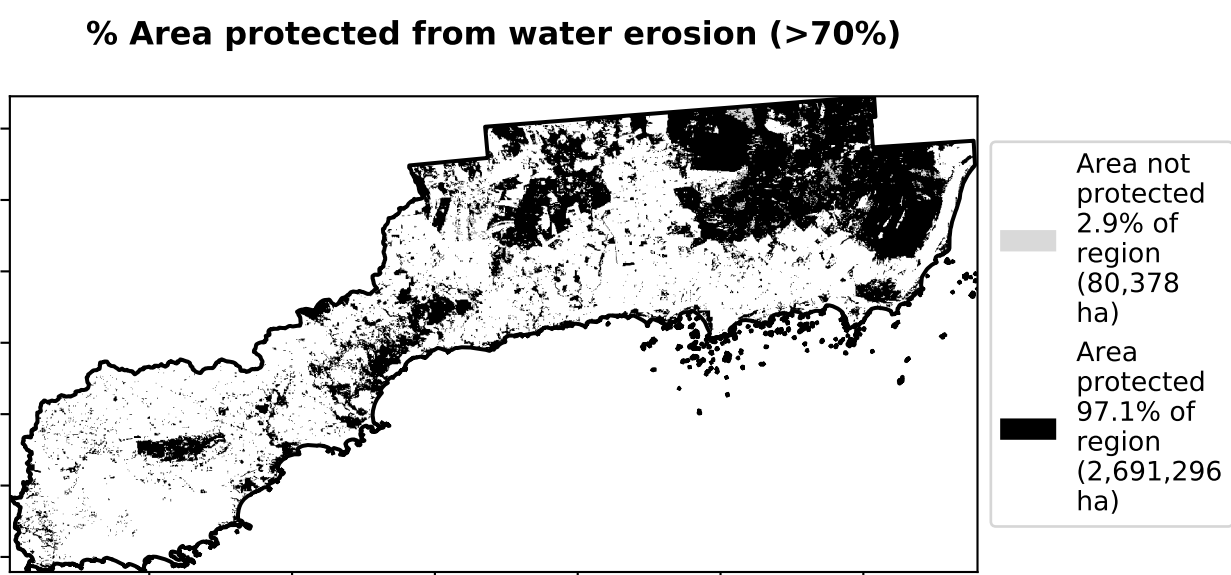 % Area protected from water erosion (>70%)
Area not
protected
2.9% of
region
(80,378
ha)
Area
protected
97.1% of
region
(2,691,296
ha)